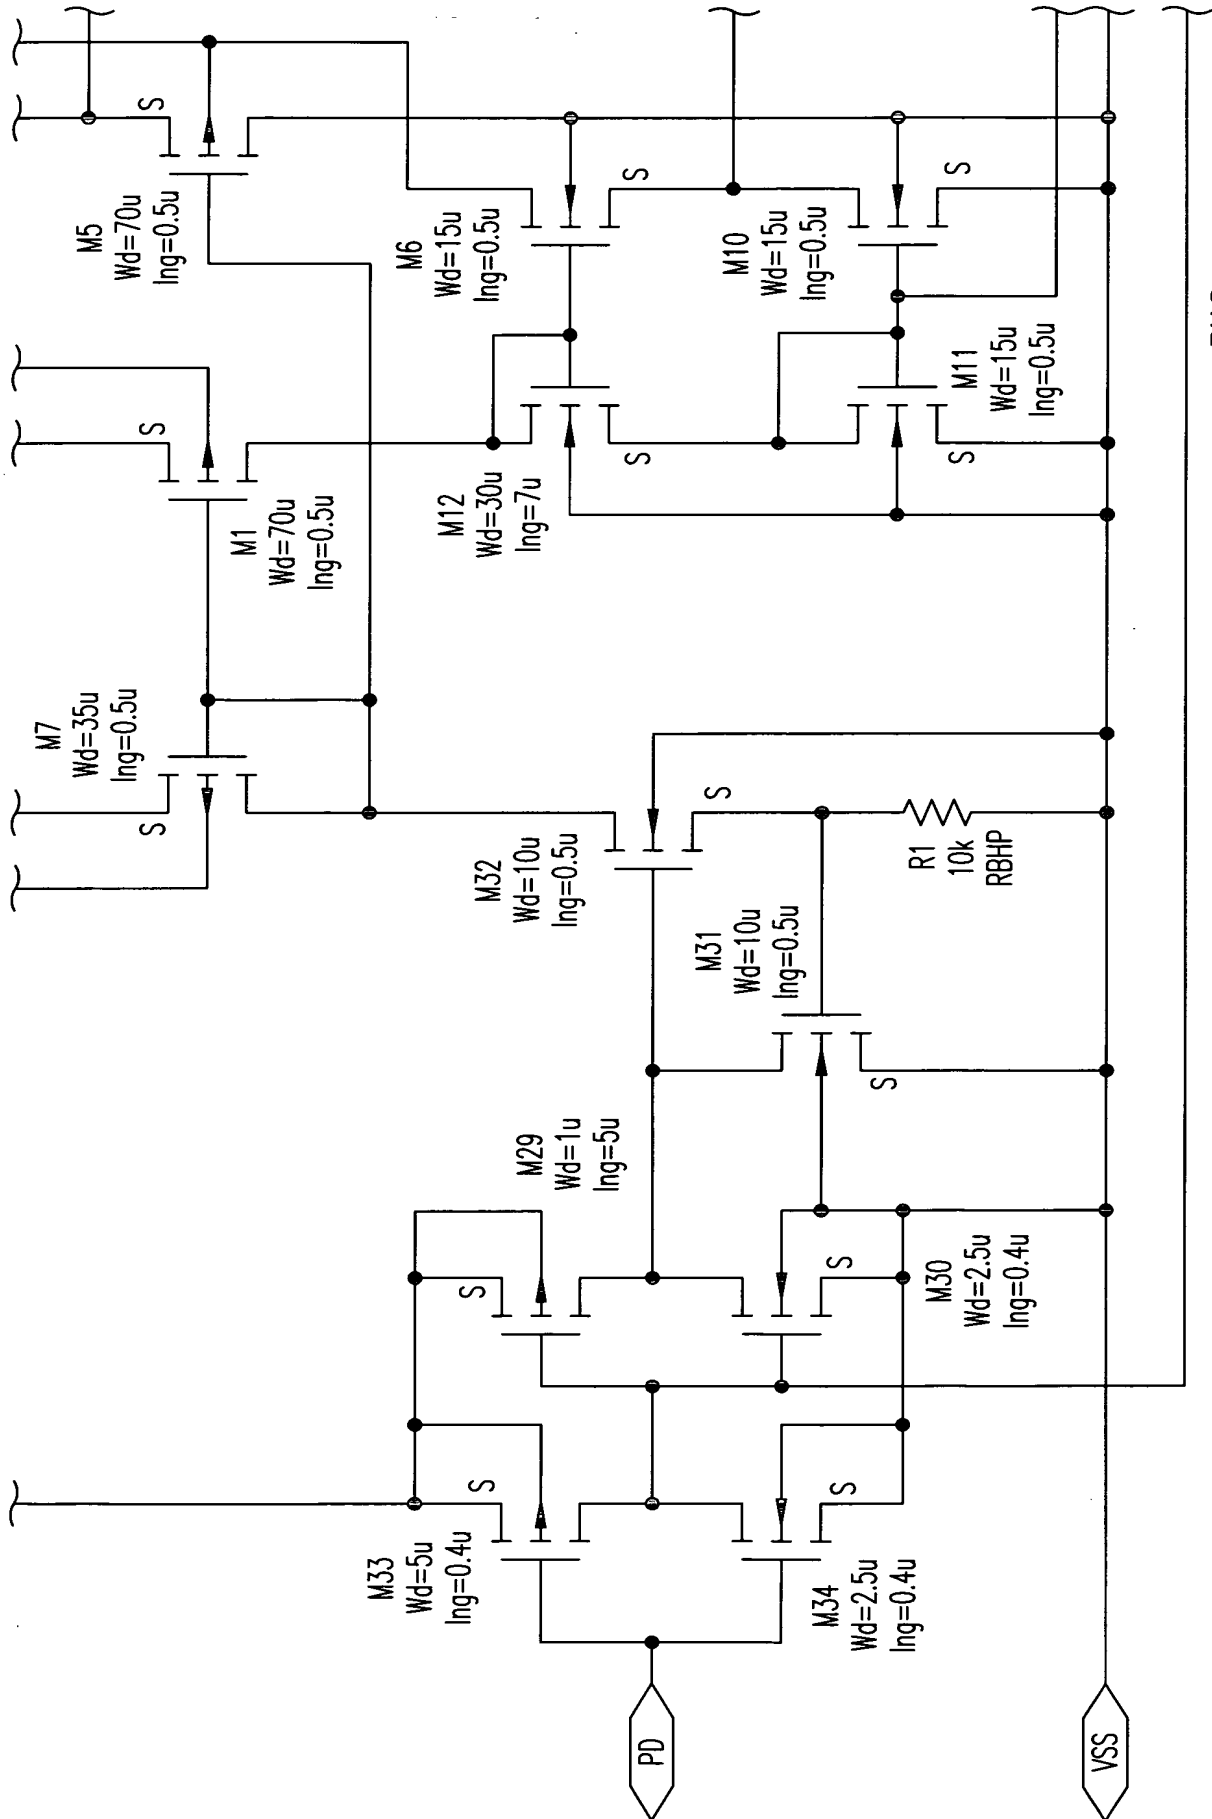 M7
Wd=35u
lng=0.5u
S
M5
Wd=70u
lng=0.5u
S
M1
Wd=70u
lng=0.5u
S
M33
Wd=5u
lng=0.4u
S
M6
Wd=15u
lng=0.5u
S
M12
Wd=30u
lng=7u
S
M32
Wd=10u
lng=0.5u
S
M29
Wd=1u
lng=5u
S
PD
M31
Wd=10u
lng=0.5u
S
M10
Wd=15u
lng=0.5u
S
M34
Wd=2.5u
lng=0.4u
S
R1
10k
RBHP
M30
Wd=2.5u
lng=0.4u
S
M11
Wd=15u
lng=0.5u
S
VSS